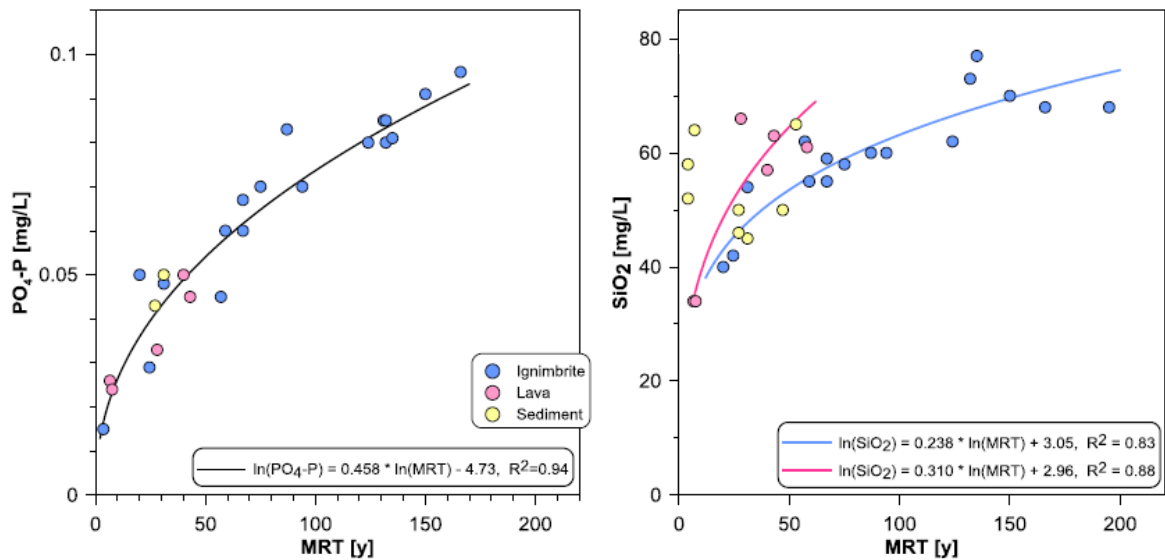 0.1
0.05
0
PO₄-P [mg/L]
0
50
100
150
200
MRT [y]
Ignimbrite
Lava
Sediment
ln(PO₄-P) = 0.458 * ln(MRT) - 4.73, R²=0.94
80
60
40
20
0
SiO₂ [mg/L]
0
50
100
150
200
MRT [y]
ln(SiO₂) = 0.238 * ln(MRT) + 3.05, R² = 0.83
ln(SiO₂) = 0.310 * ln(MRT) + 2.96, R² = 0.88